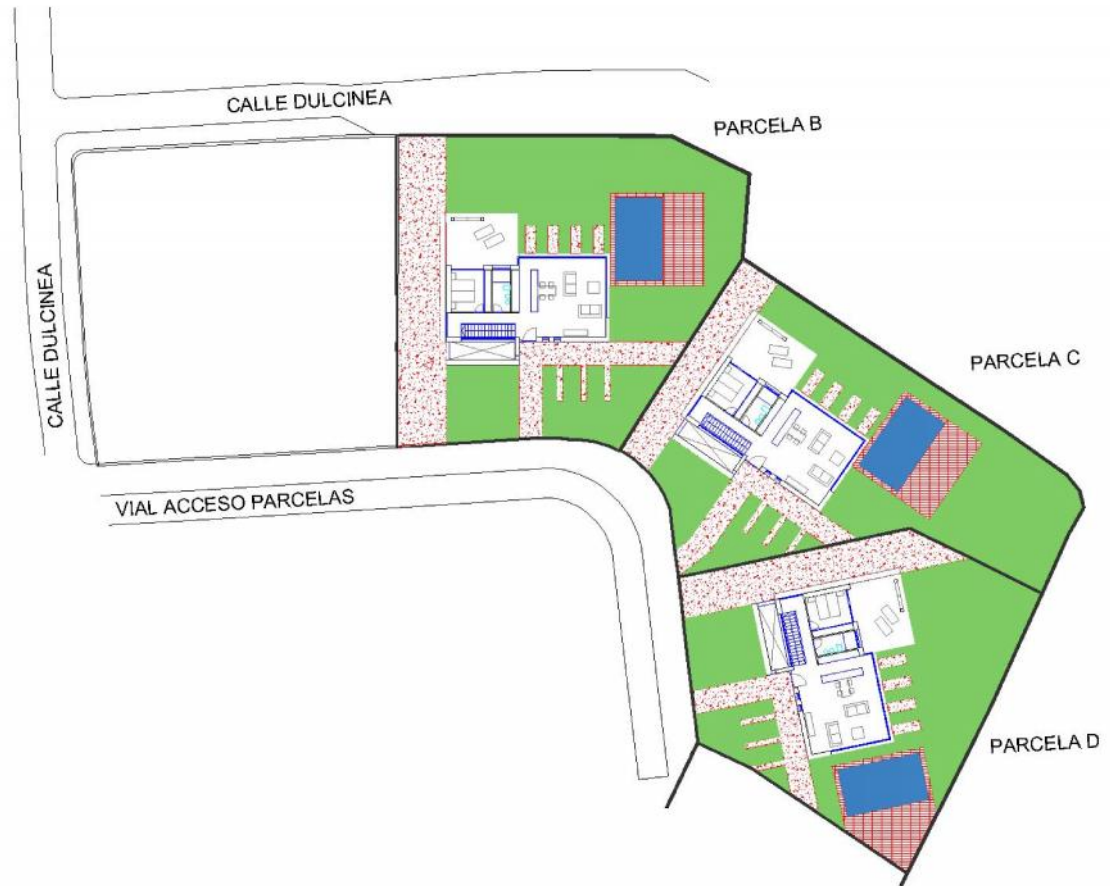 CALLE DULCINEA
PARCELA B
CALLE DULCINEA
PARCELA C
VIAL ACCESO PARCELAS
PARCELA D